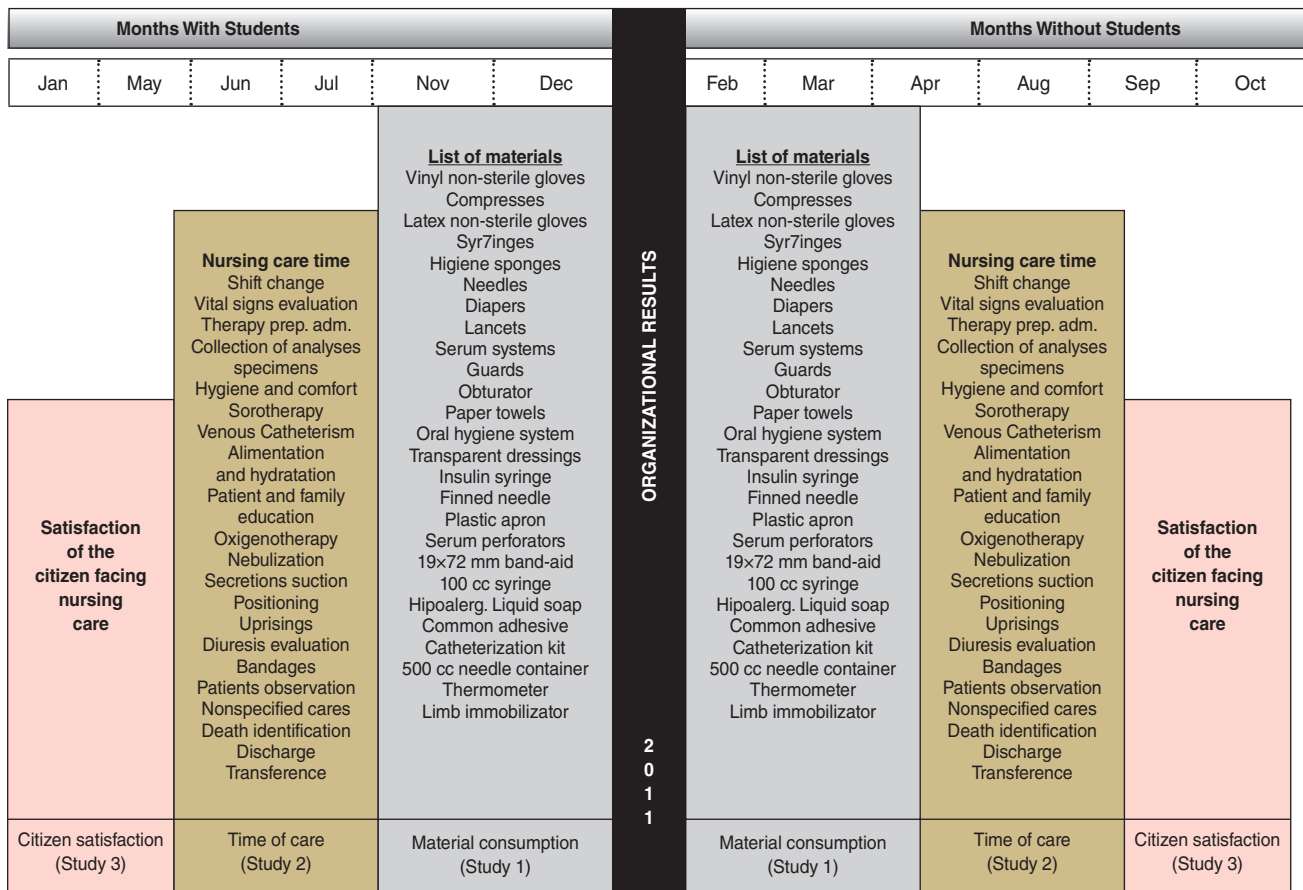 Months With Students
Months Without Students
Jan May Jun Jul Nov Dec
Feb Mar Apr Aug Sep Oct
Satisfaction
of the
citizen facing
nursing
care
Nursing care time
Shift change
Vital signs evaluation
Therapy prep. adm.
Collection of analyses
specimens
Hygiene and comfort
Sorotherapy
Venous Catheterism
Alimentation
and hydratation
Patient and family
education
Oxigenotherapy
Nebulization
Secretions suction
Positioning
Uprisings
Diuresis evaluation
Bandages
Patients observation
Nonspecified cares
Death identification
Discharge
Transference
List of materials
Vinyl non-sterile gloves
Compresses
Latex non-sterile gloves
Syr7inges
Higiene sponges
Needles
Diapers
Lancets
Serum systems
Guards
Obturator
Paper towels
Oral hygiene system
Transparent dressings
Insulin syringe
Finned needle
Plastic apron
Serum perforators
19×72 mm band-aid
100 cc syringe
Hipoalerg. Liquid soap
Common adhesive
Catheterization kit
500 cc needle container
Thermometer
Limb immobilizator
ORGANIZATIONAL RESULTS
2
0
1
1
List of materials
Vinyl non-sterile gloves
Compresses
Latex non-sterile gloves
Syr7inges
Higiene sponges
Needles
Diapers
Lancets
Serum systems
Guards
Obturator
Paper towels
Oral hygiene system
Transparent dressings
Insulin syringe
Finned needle
Plastic apron
Serum perforators
19×72 mm band-aid
100 cc syringe
Hipoalerg. Liquid soap
Common adhesive
Catheterization kit
500 cc needle container
Thermometer
Limb immobilizator
Nursing care time
Shift change
Vital signs evaluation
Therapy prep. adm.
Collection of analyses
specimens
Hygiene and comfort
Sorotherapy
Venous Catheterism
Alimentation
and hydratation
Patient and family
education
Oxigenotherapy
Nebulization
Secretions suction
Positioning
Uprisings
Diuresis evaluation
Bandages
Patients observation
Nonspecified cares
Death identification
Discharge
Transference
Satisfaction
of the
citizen facing
nursing
care
Citizen satisfaction
(Study 3)
Time of care
(Study 2)
Material consumption
(Study 1)
Material consumption
(Study 1)
Time of care
(Study 2)
Citizen satisfaction
(Study 3)